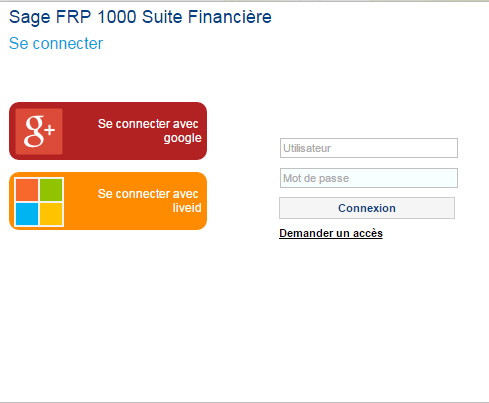 Sage FRP 1000 Suite Financière
Se connecter
g+
Se connecter avec
google
Se connecter avec
liveid
Utilisateur
Mot de passe
Connexion
Demander un accès